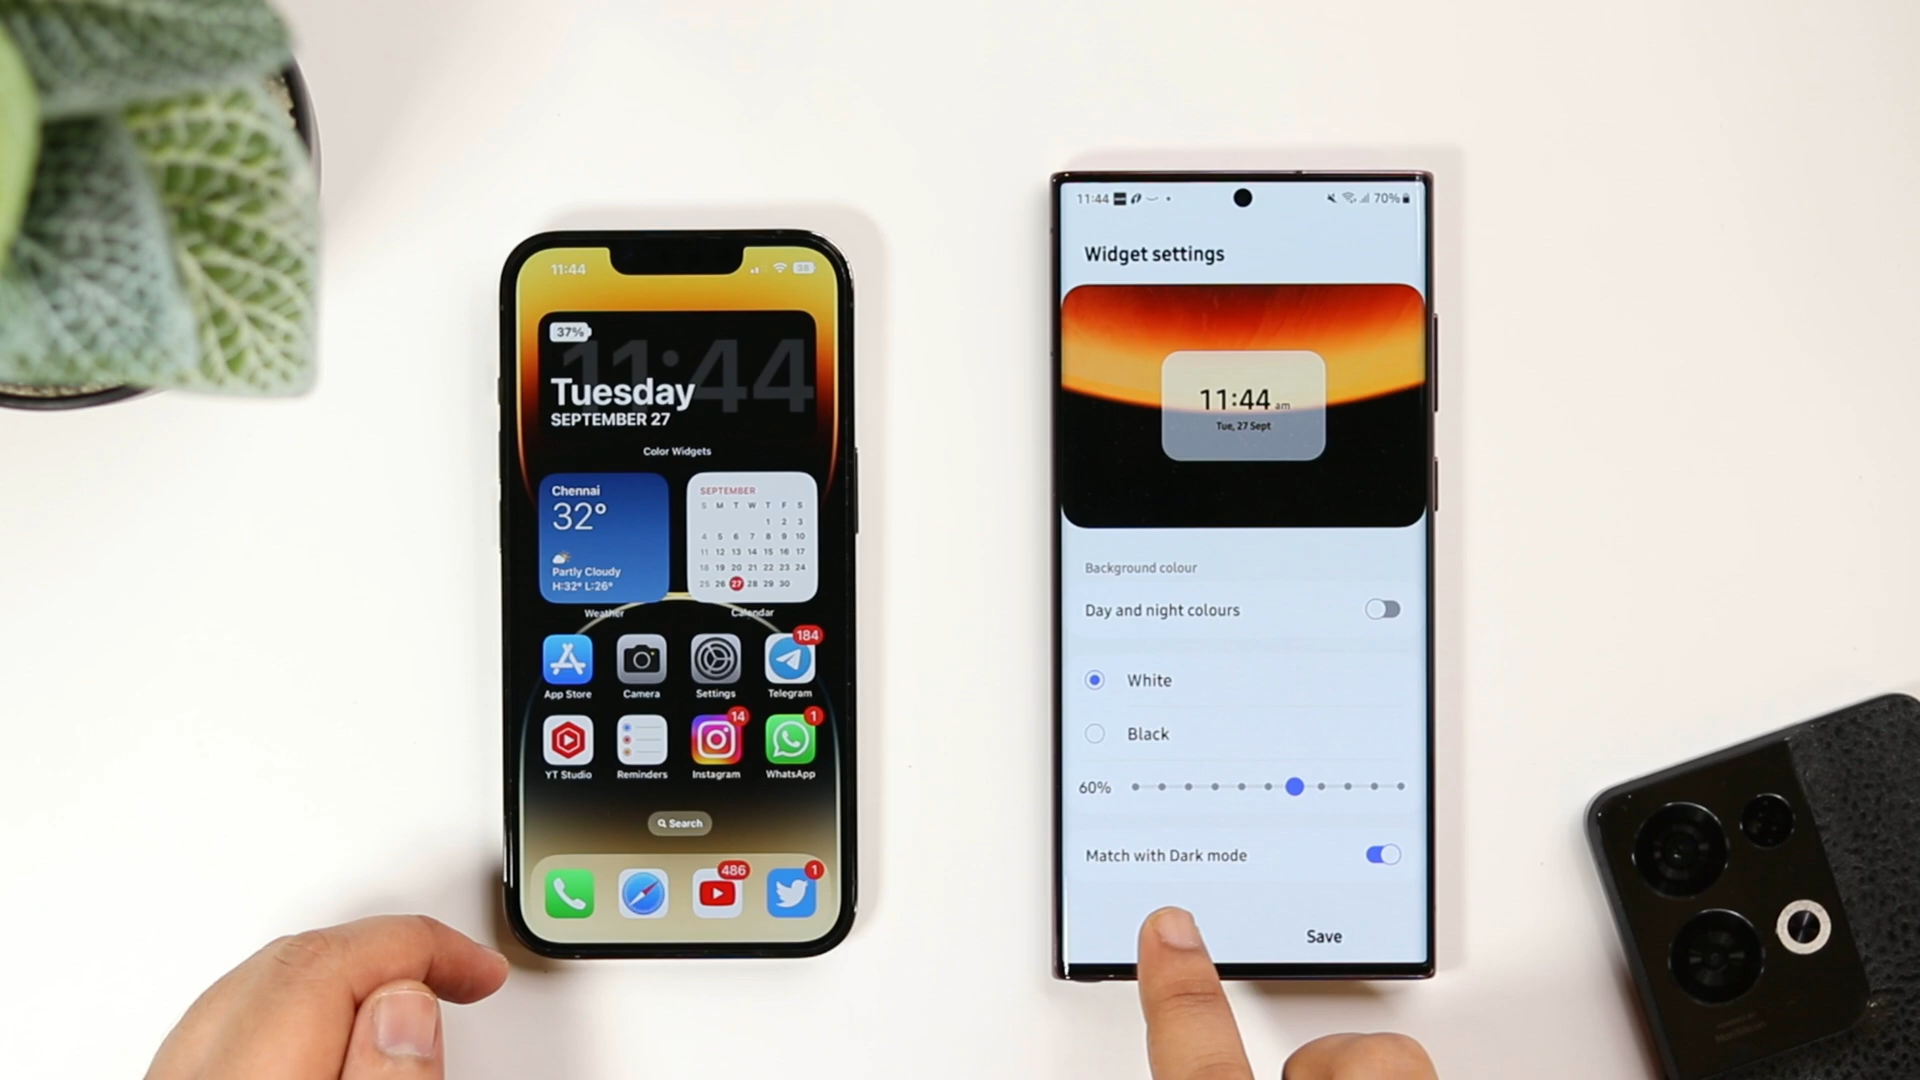 11:44
38
37%
11:44
Tuesday
SEPTEMBER 27
Color Widgets
Chennai
32°
Partly Cloudy
H:32° L:26°
Weather
SEPTEMBER
S M T W T F S
1 2 3
4 5 6 7 8 9 10
11 12 13 14 15 16 17
18 19 20 21 22 23 24
25 26 27 28 29 30
Calendar
184
App Store
Camera
Settings
Telegram
14
1
YT Studio
Reminders
Instagram
WhatsApp
Search
486
1
11:44
70%
Widget settings
11:44 am
Tue, 27 Sept
Background colour
Day and night colours
White
Black
60%
Match with Dark mode
Save